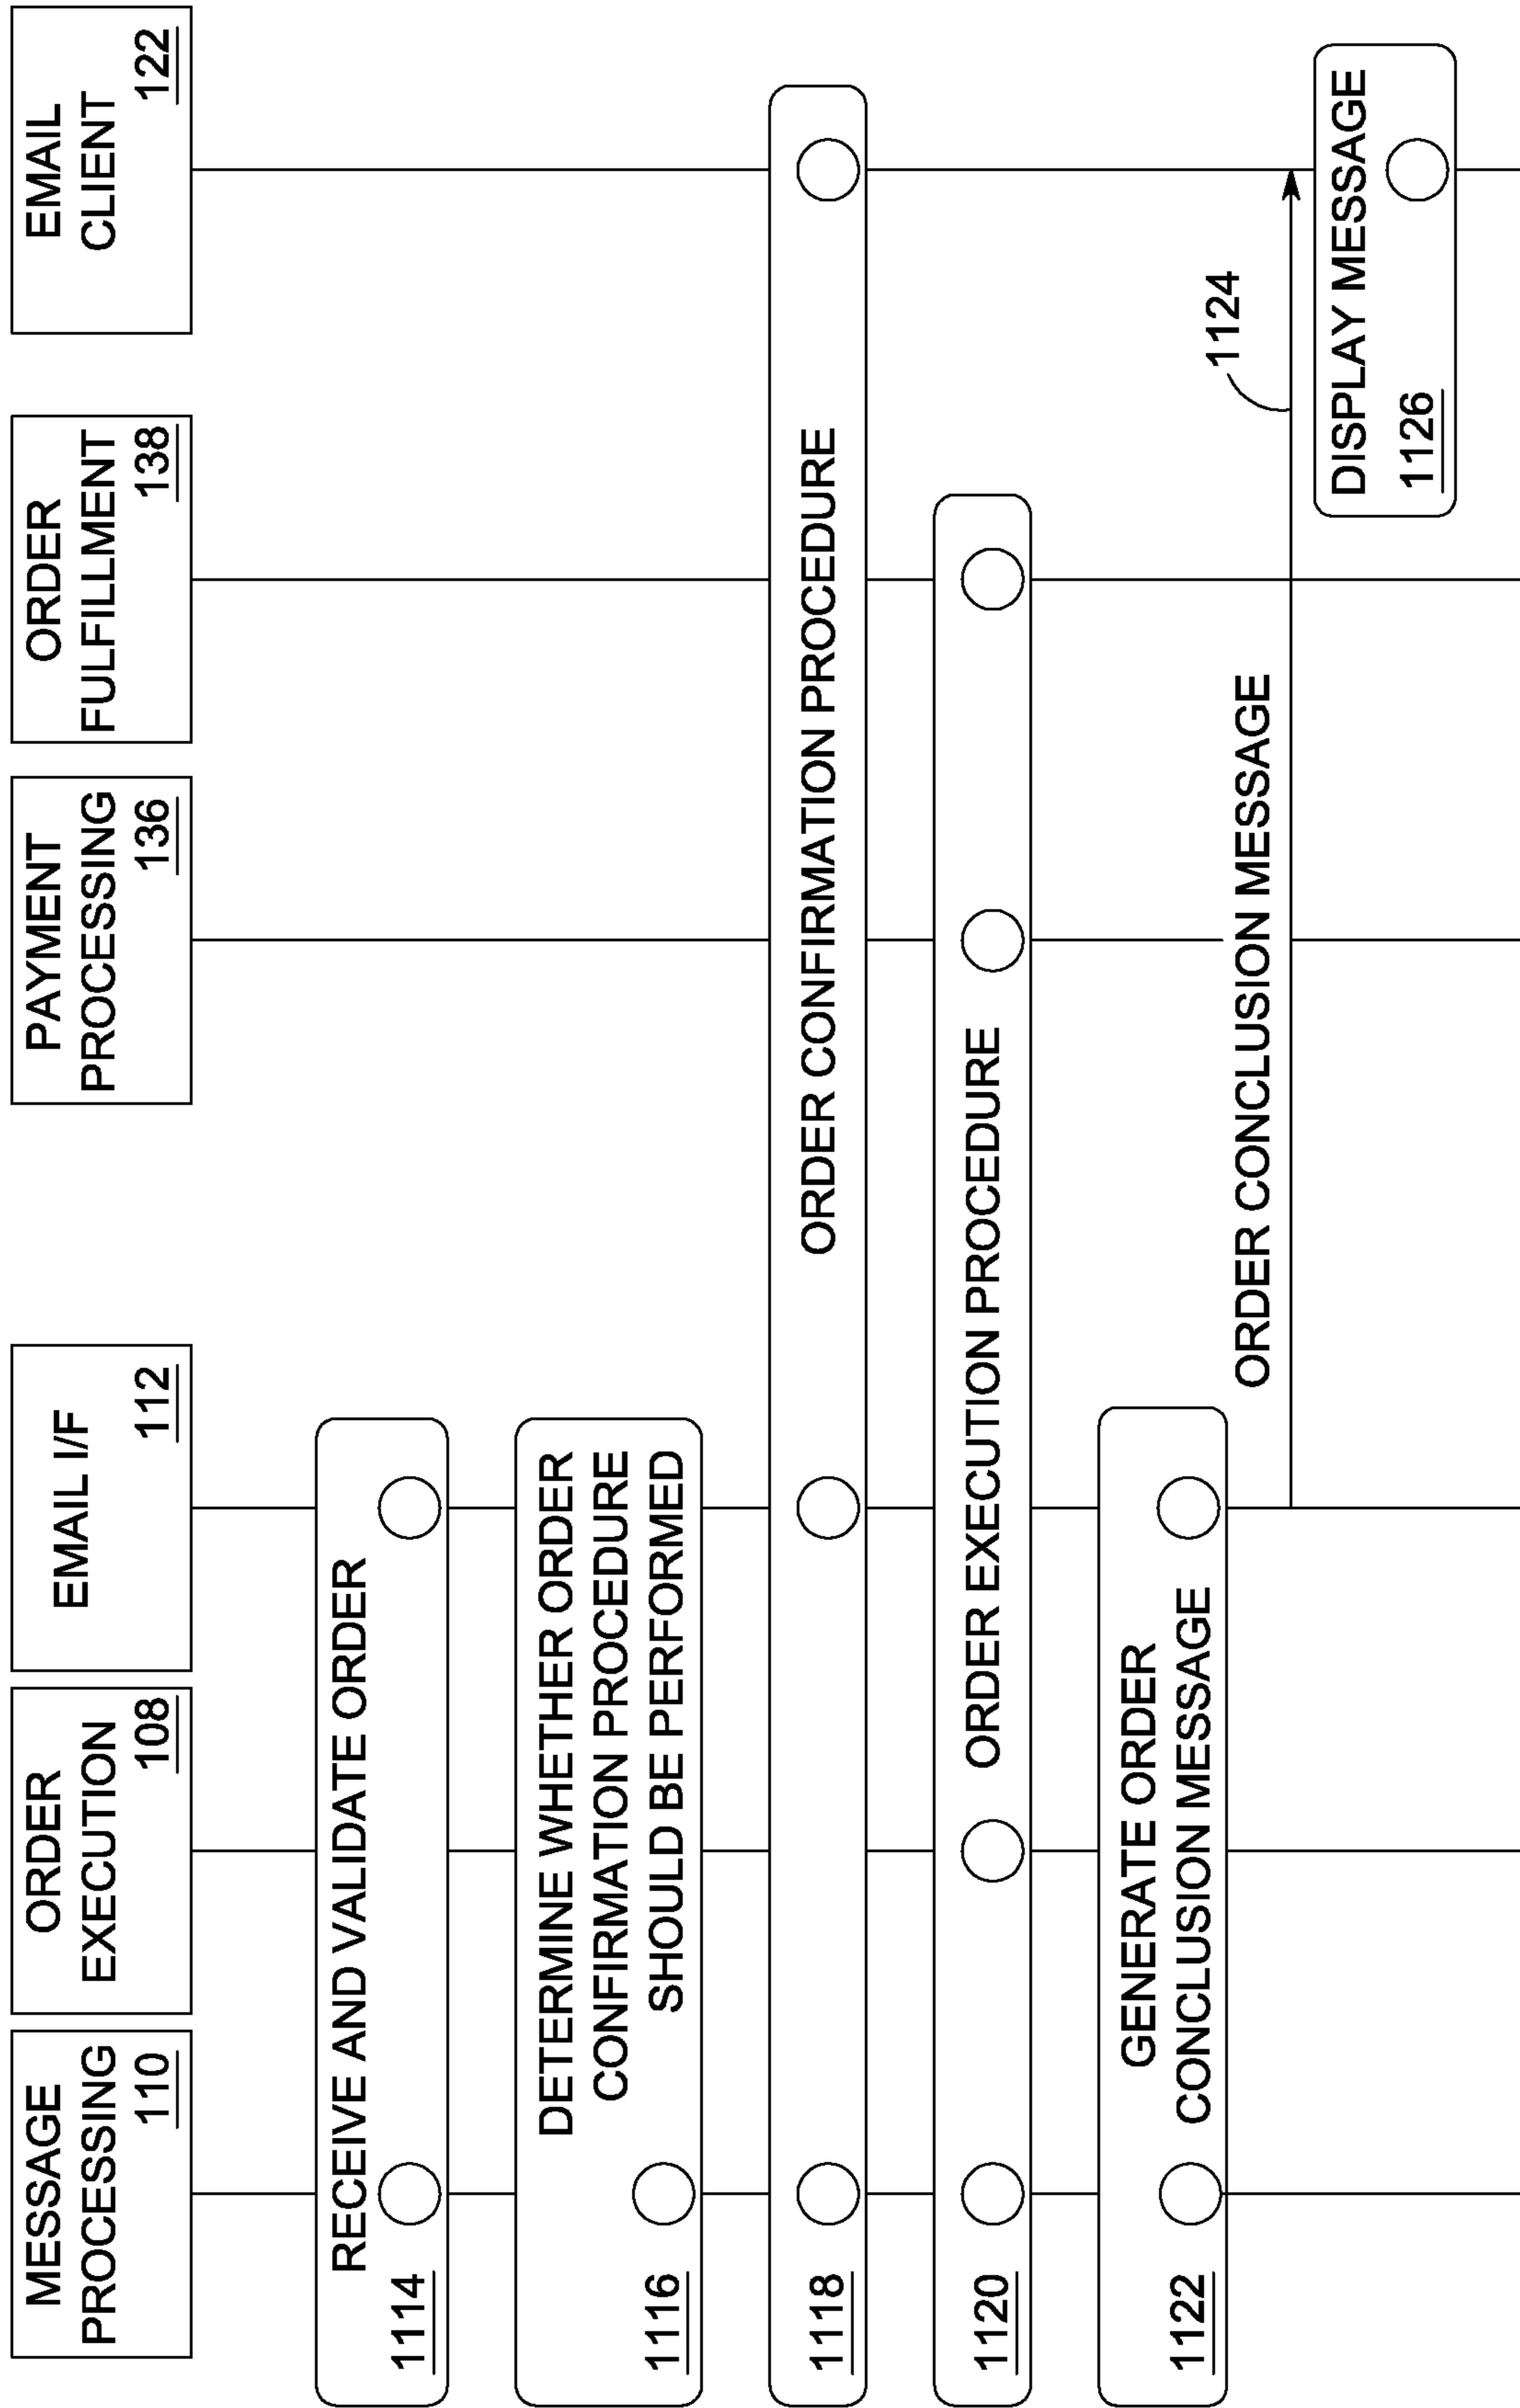 MESSAGE
PROCESSING
110
ORDER
EXECUTION
108
EMAIL I/F
112
PAYMENT
PROCESSING
136
ORDER
FULFILLMENT
138
EMAIL
CLIENT
122
RECEIVE AND VALIDATE ORDER
1114
DETERMINE WHETHER ORDER
CONFIRMATION PROCEDURE
SHOULD BE PERFORMED
1116
ORDER CONFIRMATION PROCEDURE
1118
ORDER EXECUTION PROCEDURE
1120
GENERATE ORDER
CONCLUSION MESSAGE
1122
ORDER CONCLUSION MESSAGE
1124
DISPLAY MESSAGE
1126